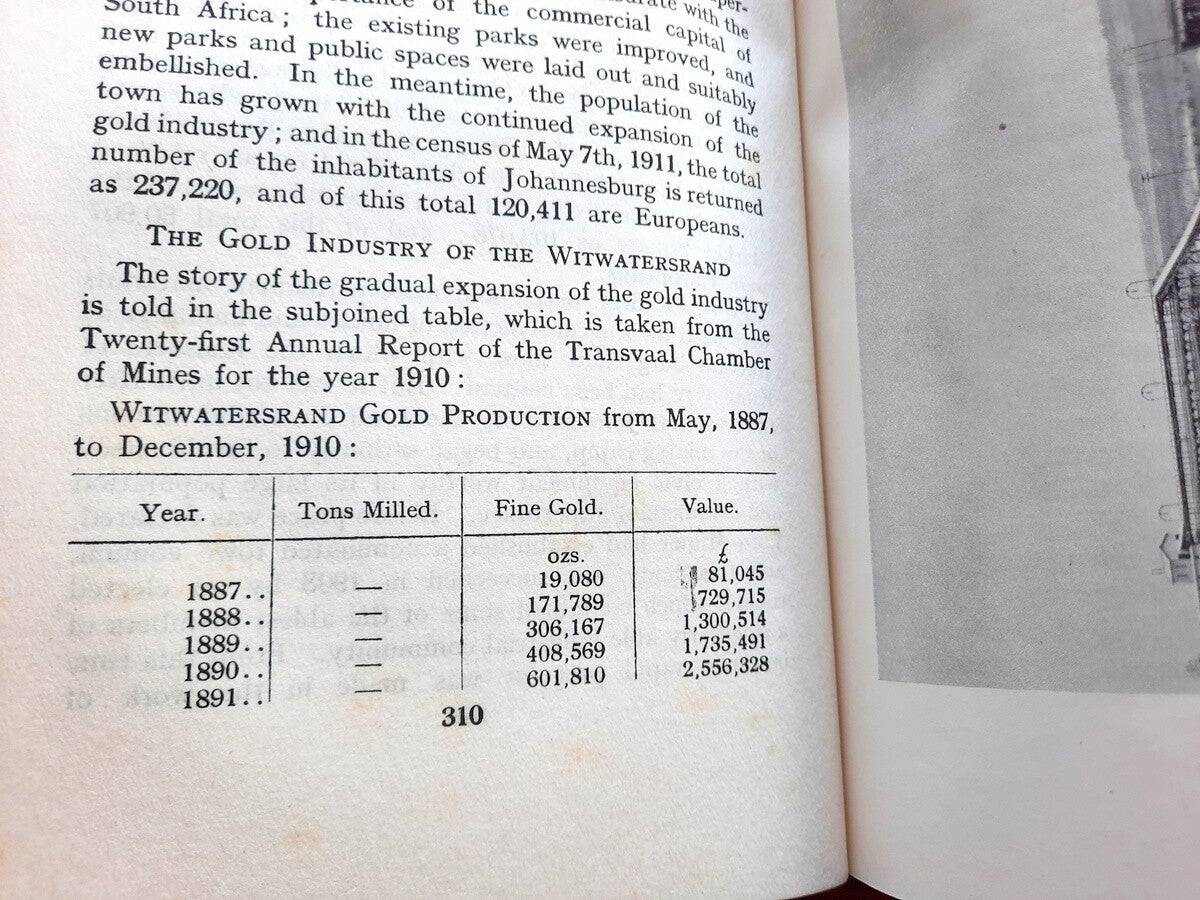 of the commercial capital of
South Africa ; the existing parks were improved, and
new parks and public spaces were laid out and suitably
embellished. In the meantime, the population of the
town has grown with the continued expansion of the
gold industry ; and in the census of May 7th, 1911, the total
number of the inhabitants of Johannesburg is returned
as 237,220, and of this total 120,411 are Europeans.
THE GOLD INDUSTRY OF THE WITWATERSRAND
The story of the gradual expansion of the gold industry
is told in the subjoined table, which is taken from the
Twenty-first Annual Report of the Transvaal Chamber
of Mines for the year 1910 :
WITWATERSRAND GOLD PRODUCTION from May, 1887,
to December, 1910 :
Year. Tons Milled. Fine Gold. Value.
ozs. £
1887.. — 19,080 81,045
1888.. — 171,789 729,715
1889.. — 306,167 1,300,514
1890.. — 408,569 1,735,491
1891.. — 601,810 2,556,328
310